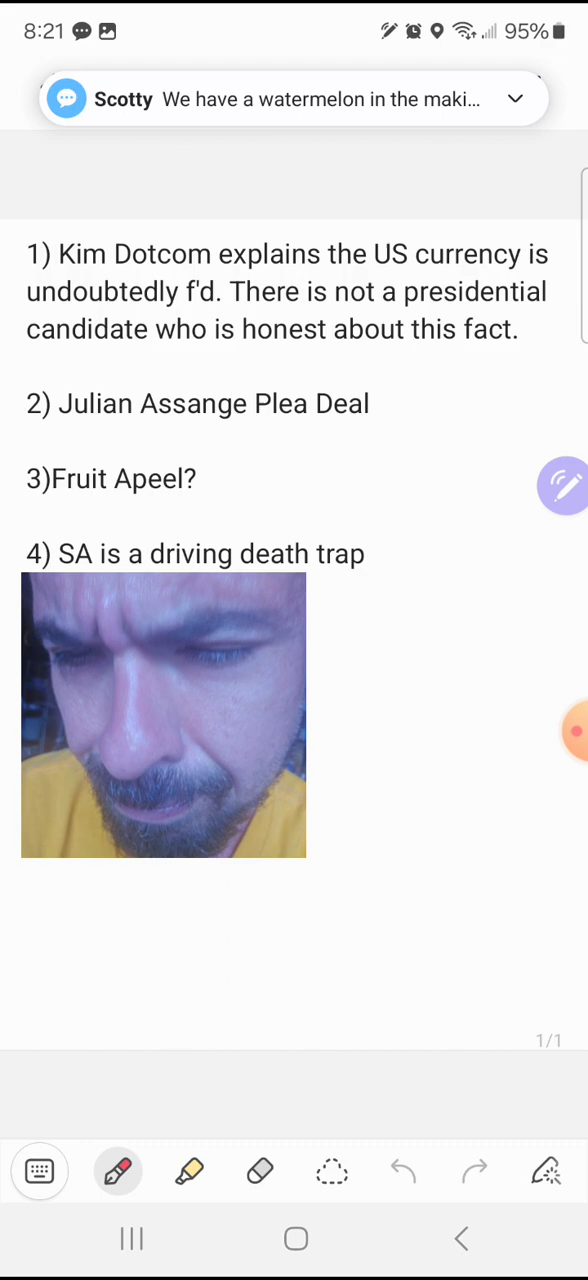 8:21 95%
Scotty We have a watermelon in the maki...
1) Kim Dotcom explains the US currency is
undoubtedly f'd. There is not a presidential
candidate who is honest about this fact.
2) Julian Assange Plea Deal
3)Fruit Apeel?
4) SA is a driving death trap
1/1